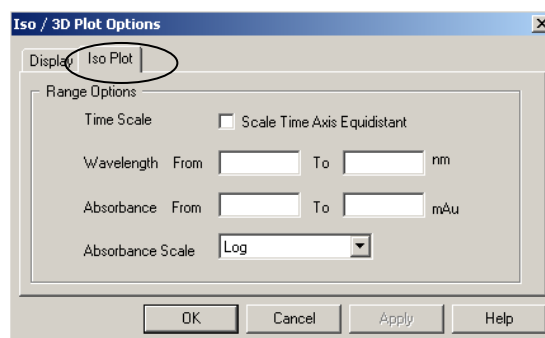 Iso / 3D Plot Options
Display Iso Plot
Range Options
Time Scale Scale Time Axis Equidistant
Wavelength From To nm
Absorbance From To mAu
Absorbance Scale Log
OK Cancel Apply Help